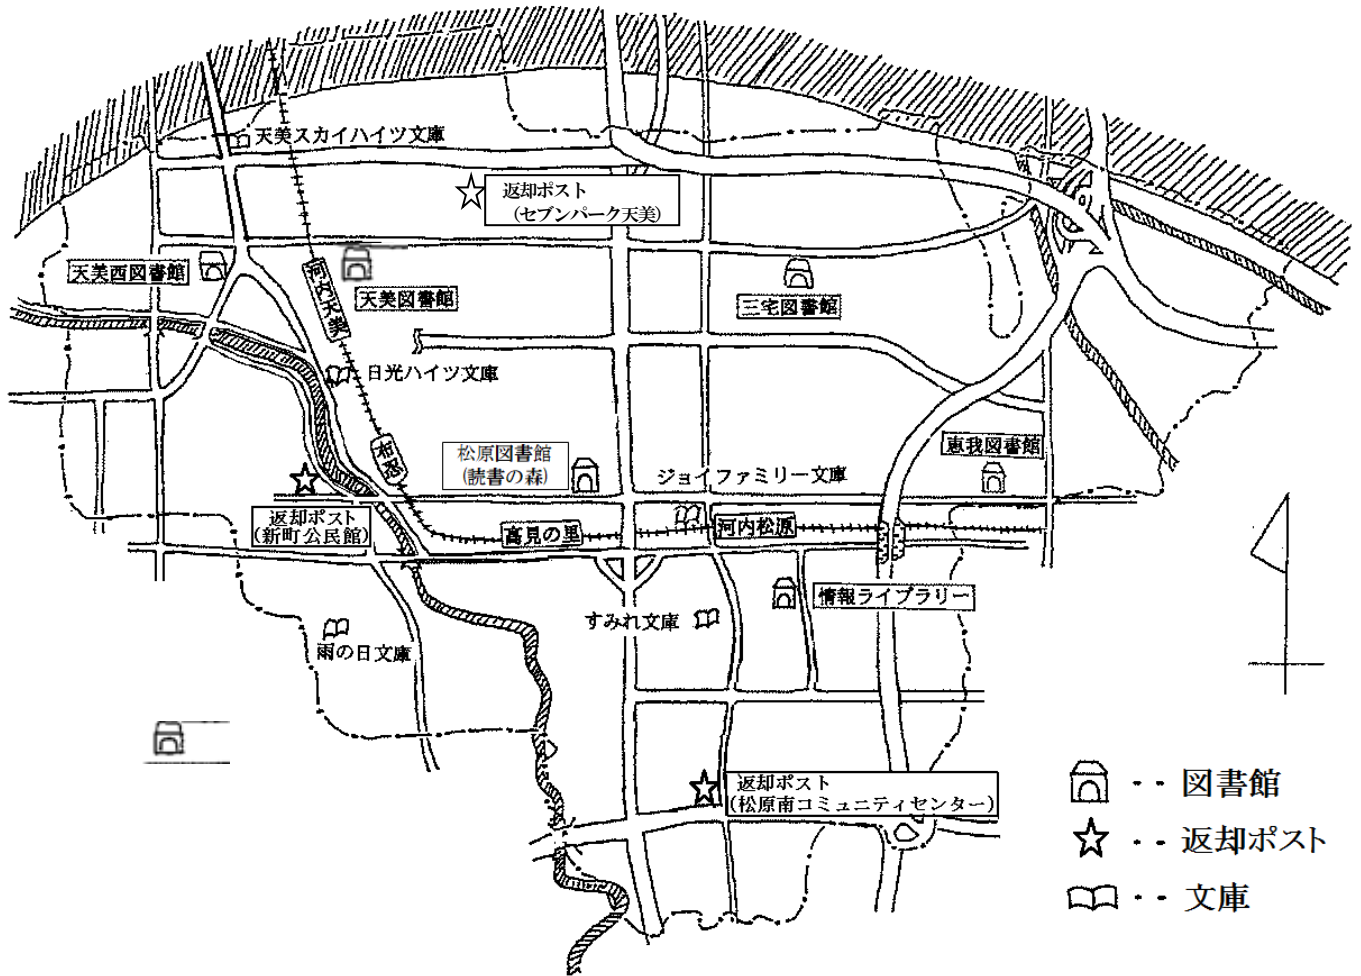 天美スカイハイツ文庫
返却ポスト
(セブンパーク天美)
天美西図書館
河内天美
天美図書館
三宅図書館
日光ハイツ文庫
布忍
松原図書館
(読書の森)
ジョイファミリー文庫
恵我図書館
返却ポスト
(新町公民館)
高見の里
河内松原
情報ライブラリー
すみれ文庫
雨の日文庫
返却ポスト
(松原南コミュニティセンター)
・・図書館
・・返却ポスト
・・文庫